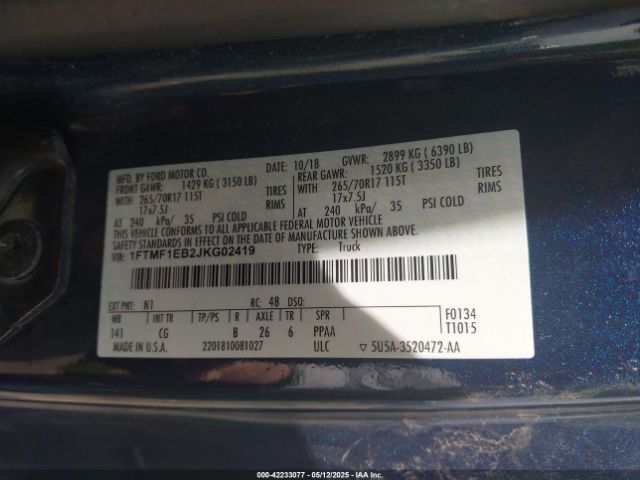 MFD. BY FORD MOTOR CO. 10/18 GVWR: 2899 KG ( 6390 LB)
FRONT GAWR: 1429 KG ( 3150 LB) REAR GAWR: 1520 KG ( 3350 LB)
WITH 265/70R17 115T TIRES WITH 265/70R17 115T TIRES
17x7.5J RIMS 17x7.5J RIMS
AT 240 kPa/ 35 PSI COLD AT 240 kPa/ 35 PSI COLD
THIS VEHICLE CONFORMS TO ALL APPLICABLE FEDERAL MOTOR VEHICLE
SAFETY STANDARDS IN EFFECT ON THE DATE OF MANUFACTURE SHOWN ABOVE.
VIN: 1FTMF1EB2JKG02419 TYPE: Truck
EXT PNT: N1 RC: 48 DSO:
WB INT TR TP/PS R AXLE TR SPR F0134
141 CG B 26 6 PPAA T1015
MADE IN U.S.A. 2201810081027 ULC ▽ 5U5A-3520472-AA
000-42233077 - 05/12/2025 - IAA Inc.